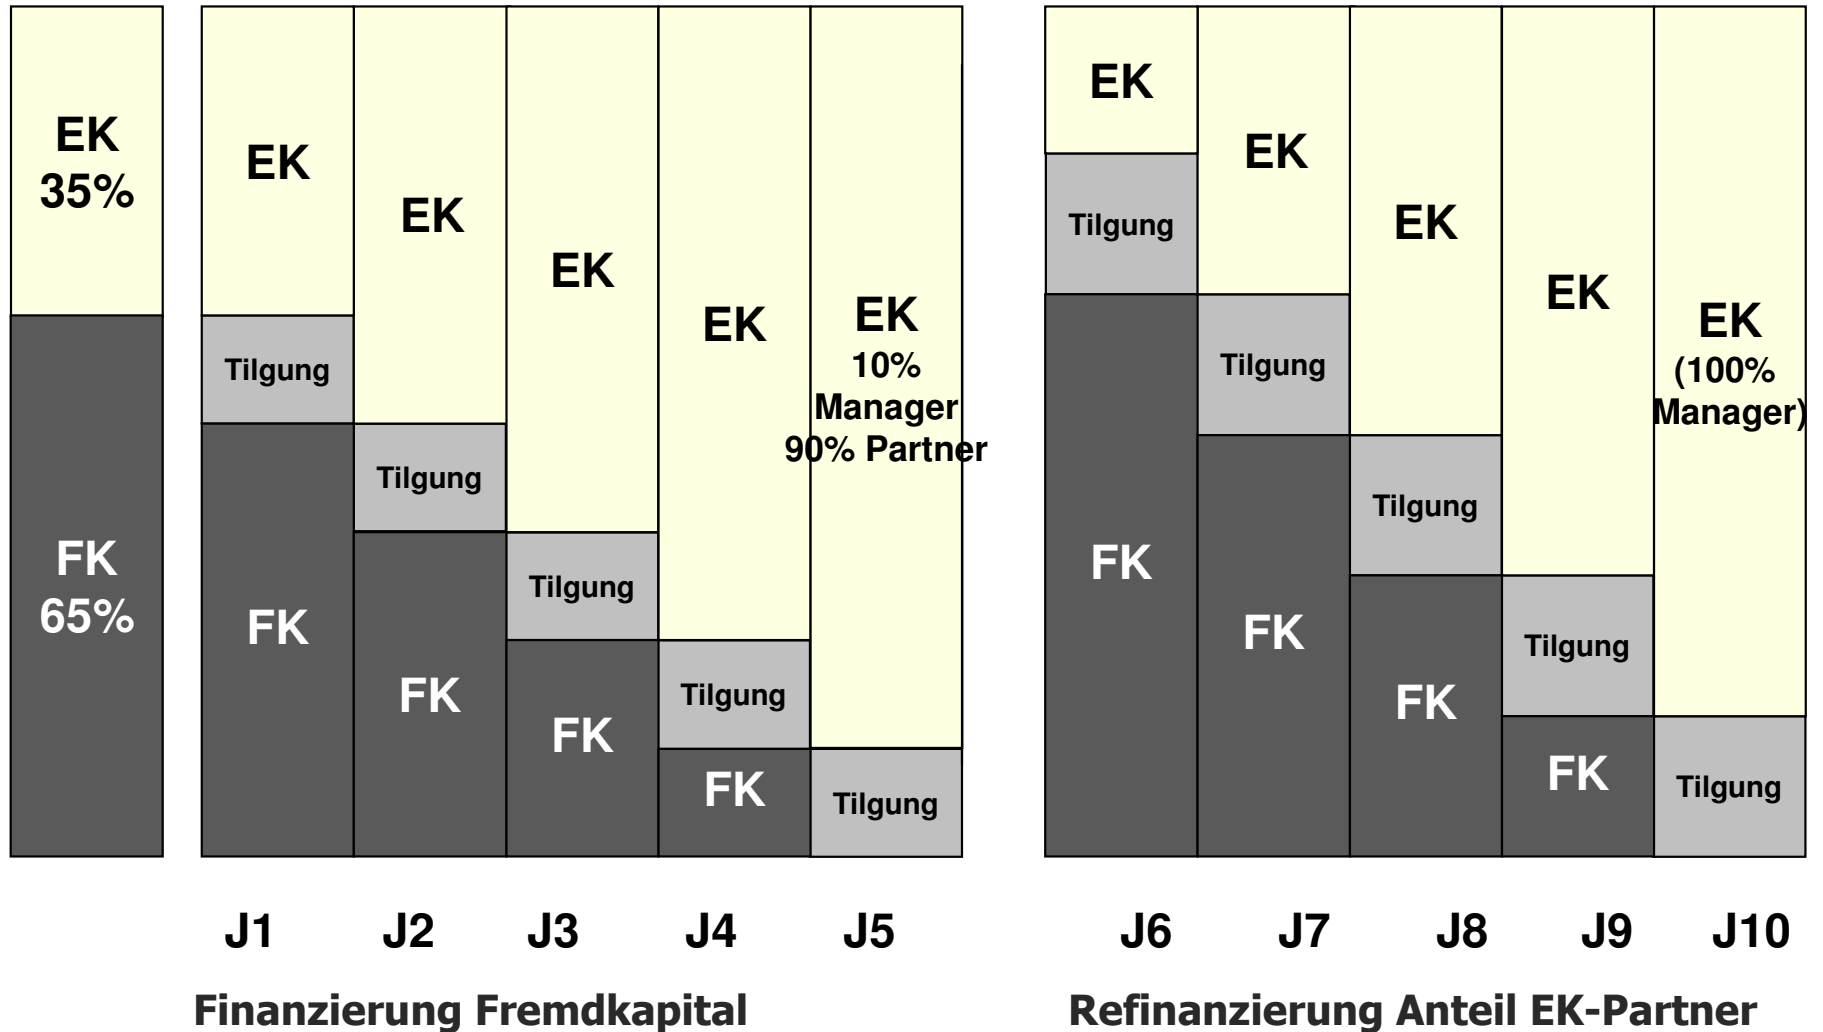 EK
35%
FK
65%
EK
Tilgung
FK
EK
Tilgung
FK
EK
Tilgung
FK
EK
Tilgung
FK
EK
10%
Manager
90% Partner
Tilgung
EK
Tilgung
FK
EK
Tilgung
FK
EK
Tilgung
FK
EK
Tilgung
FK
EK
(100%
Manager)
Tilgung
J1 J2 J3 J4 J5 J6 J7 J8 J9 J10
Finanzierung Fremdkapital
Refinanzierung Anteil EK-Partner